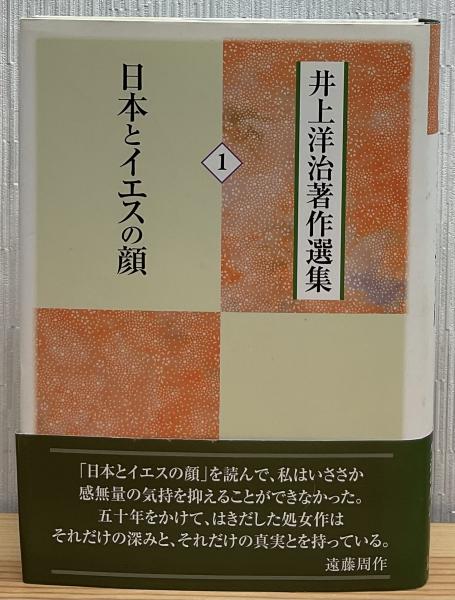 井上洋治著作選集
1
日本とイエスの顔
「日本とイエスの顔」を読んで、私はいささか
感無量の気持を抑えることができなかった。
五十年をかけて、はきだした処女作は
それだけの深みと、それだけの真実とを持っている。
遠藤周作